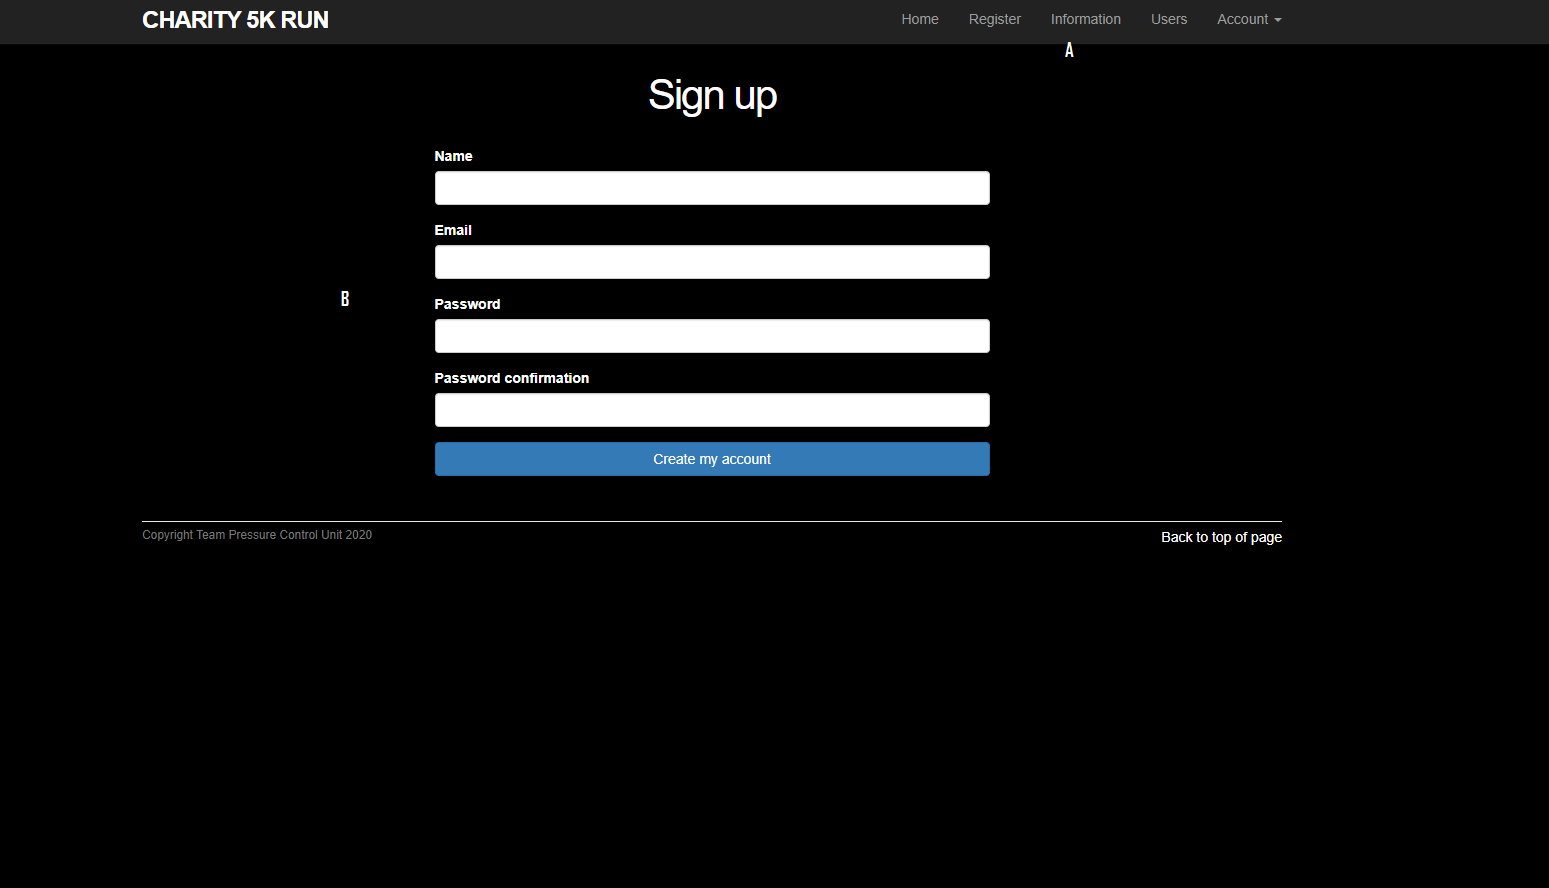 CHARITY 5K RUN
Home Register Information Users Account
A
Sign up
Name
Email
B
Password
Password confirmation
Create my account
Copyright Team Pressure Control Unit 2020
Back to top of page